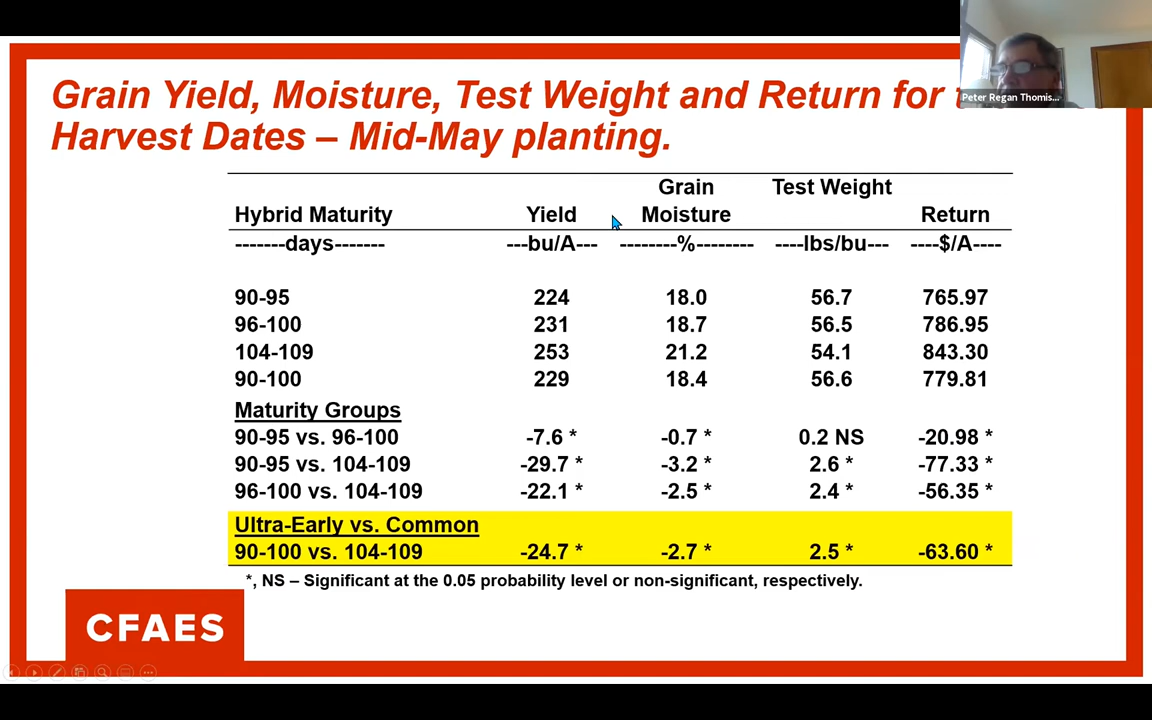 Grain Yield, Moisture, Test Weight and Return for
Harvest Dates – Mid-May planting.
Peter Regan Thomis...
Grain Test Weight
Hybrid Maturity Yield Moisture Return
-------days------- ---bu/A--- --------%-------- ----lbs/bu--- ----$/A----
90-95 224 18.0 56.7 765.97
96-100 231 18.7 56.5 786.95
104-109 253 21.2 54.1 843.30
90-100 229 18.4 56.6 779.81
Maturity Groups
90-95 vs. 96-100 -7.6 * -0.7 * 0.2 NS -20.98 *
90-95 vs. 104-109 -29.7 * -3.2 * 2.6 * -77.33 *
96-100 vs. 104-109 -22.1 * -2.5 * 2.4 * -56.35 *
Ultra-Early vs. Common
90-100 vs. 104-109 -24.7 * -2.7 * 2.5 * -63.60 *
*, NS – Significant at the 0.05 probability level or non-significant, respectively.
CFAES